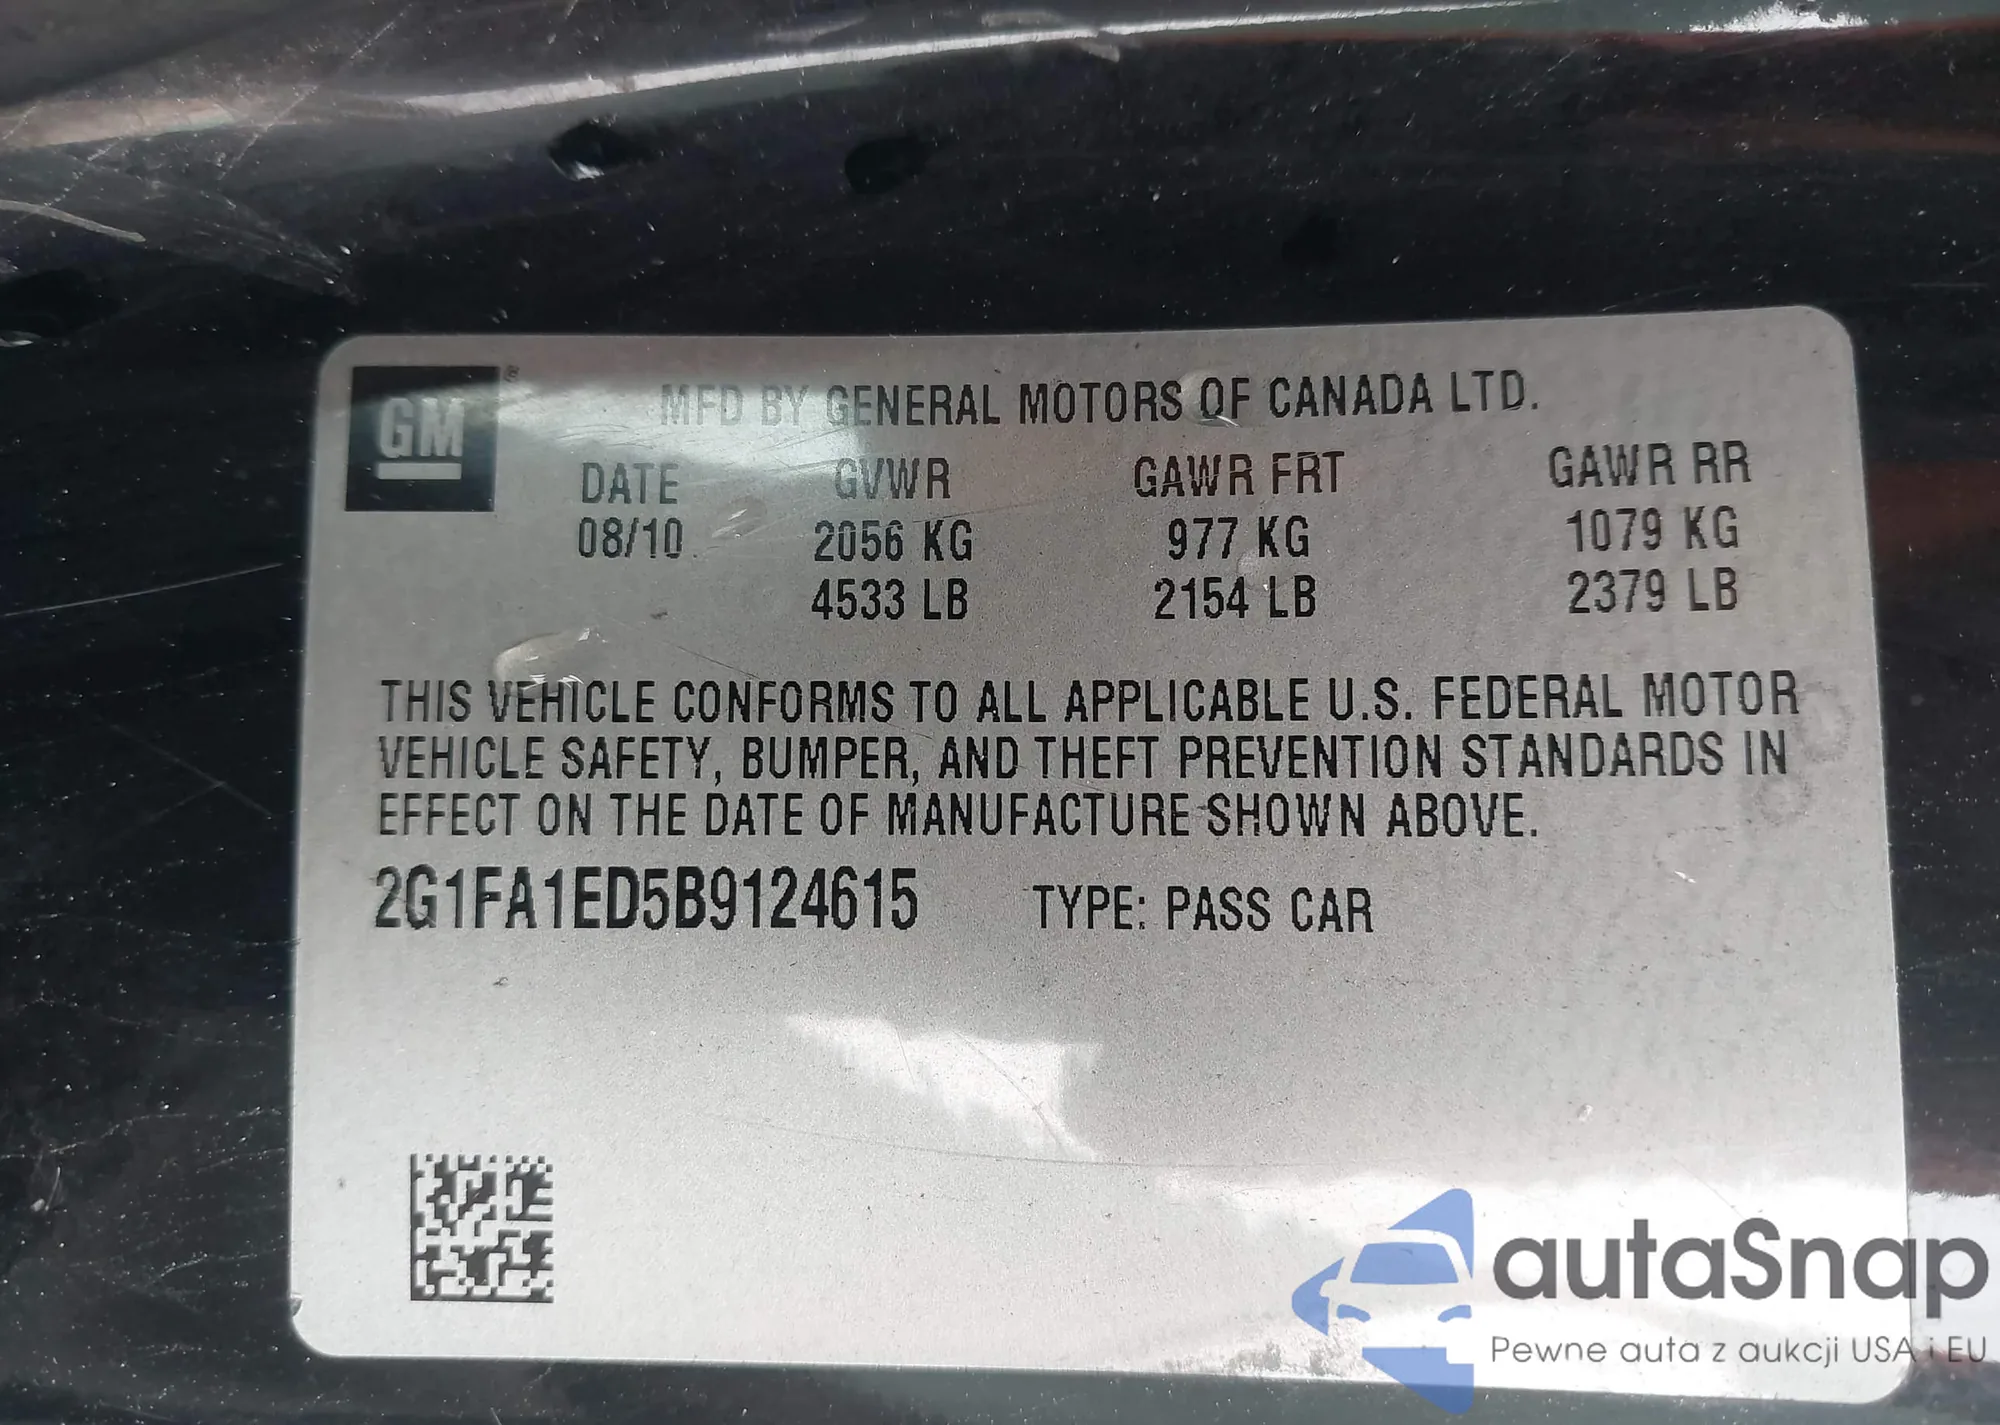 GM
MFD BY GENERAL MOTORS OF CANADA LTD.
DATE GVWR GAWR FRT GAWR RR
08/10 2056 KG 977 KG 1079 KG
4533 LB 2154 LB 2379 LB
THIS VEHICLE CONFORMS TO ALL APPLICABLE U.S. FEDERAL MOTOR
VEHICLE SAFETY, BUMPER, AND THEFT PREVENTION STANDARDS IN
EFFECT ON THE DATE OF MANUFACTURE SHOWN ABOVE.
2G1FA1ED5B9124615 TYPE: PASS CAR
autaSnap
Pewne auta z aukcji USA i EU